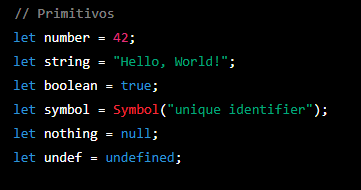 // Primitivos
let number = 42;
let string = "Hello, World!";
let boolean = true;
let symbol = Symbol("unique identifier");
let nothing = null;
let undef = undefined;